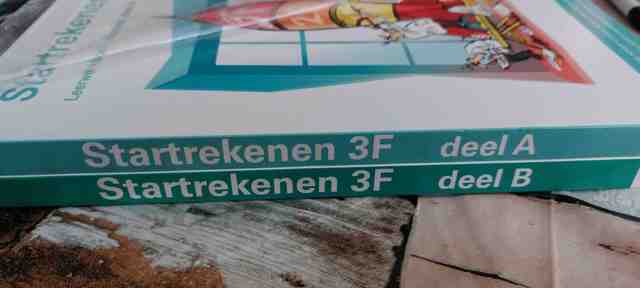 Startrekenen
Startrekenen 3F deel A
Startrekenen 3F deel B